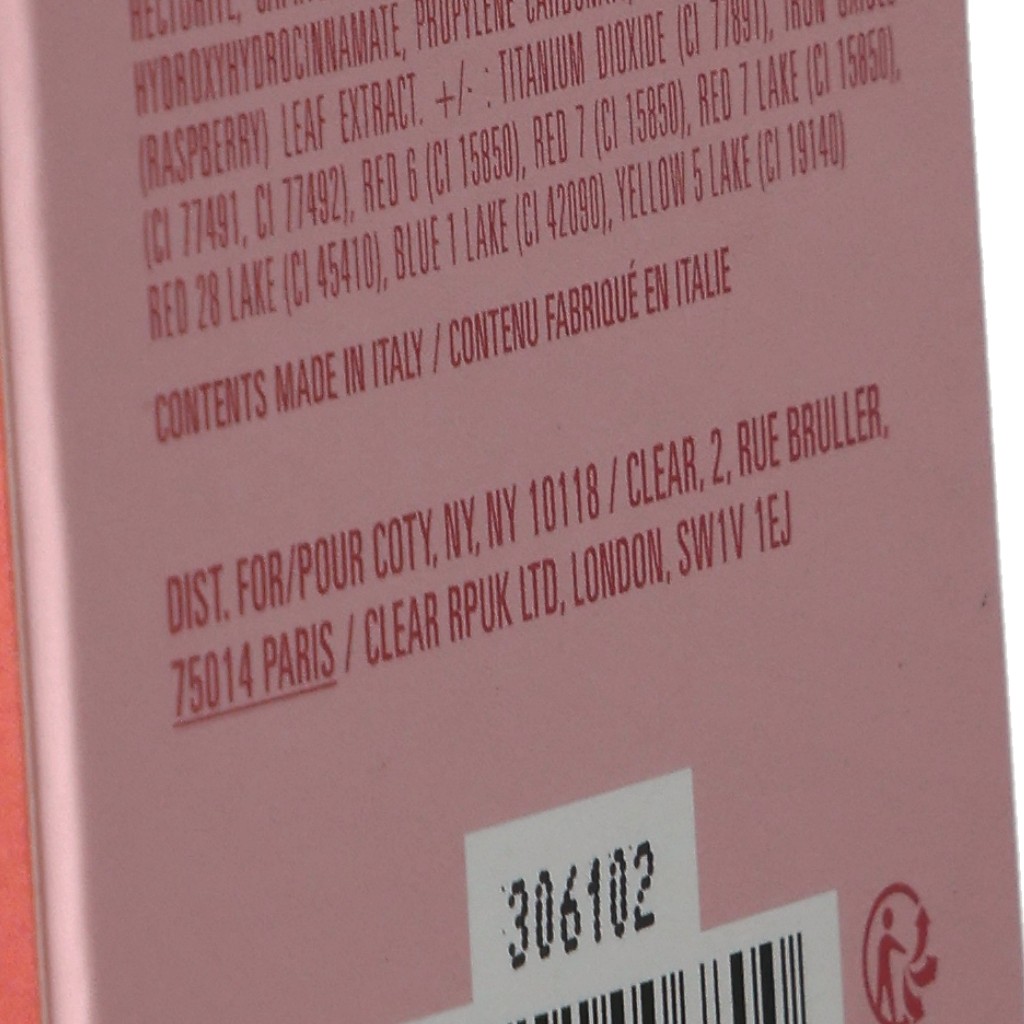 HYDROXYHYDROCINNAMATE, PROPYLENE CARBONATE,
(RASPBERRY) LEAF EXTRACT. +/- : TITANIUM DIOXIDE (CI 77891), IRON OXIDES
(CI 77491, CI 77492), RED 6 (CI 15850), RED 7 (CI 15850), RED 7 LAKE (CI 15850),
RED 28 LAKE (CI 45410), BLUE 1 LAKE (CI 42090), YELLOW 5 LAKE (CI 19140)
CONTENTS MADE IN ITALY / CONTENU FABRIQUÉ EN ITALIE
DIST. FOR/POUR COTY, NY, NY 10118 / CLEAR, 2, RUE BRULLER,
75014 PARIS / CLEAR RPUK LTD, LONDON, SW1V 1EJ
306102